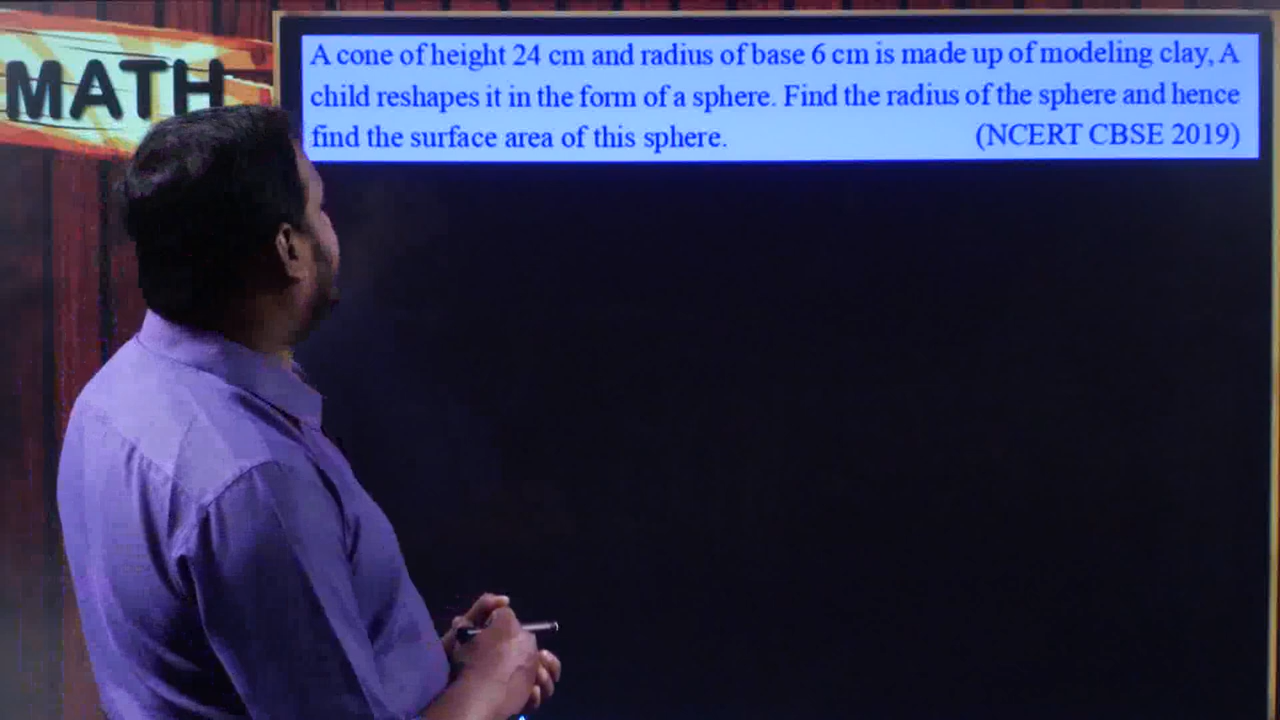 MATH
A cone of height 24 cm and radius of base 6 cm is made up of modeling clay, A
child reshapes it in the form of a sphere. Find the radius of the sphere and hence
find the surface area of this sphere. (NCERT CBSE 2019)